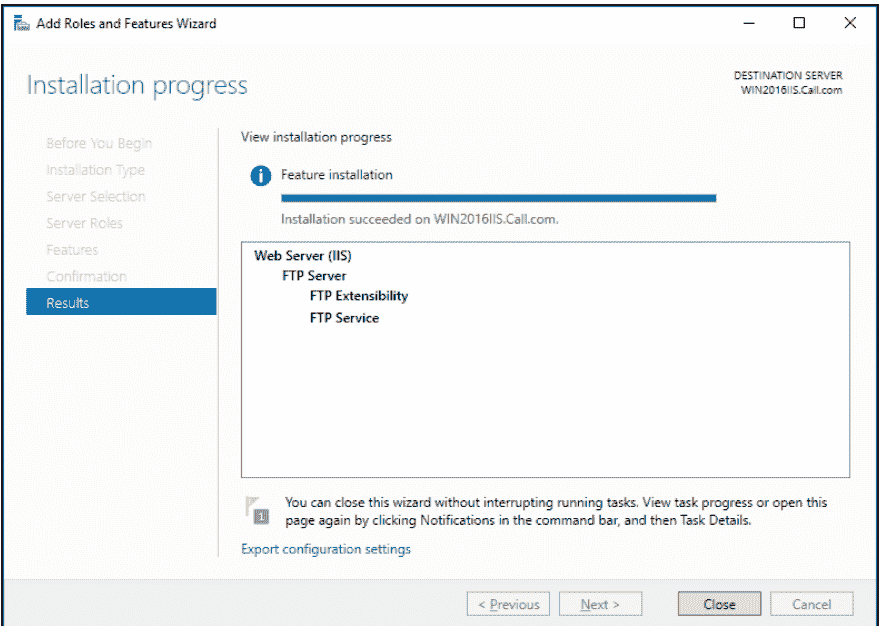 Add Roles and Features Wizard
Installation progress
DESTINATION SERVER
WIN2016IIS.Call.com
Before You Begin
Installation Type
Server Selection
Server Roles
Features
Confirmation
Results
View installation progress
Feature installation
Installation succeeded on WIN2016IIS.Call.com.
Web Server (IIS)
FTP Server
FTP Extensibility
FTP Service
1
You can close this wizard without interrupting running tasks. View task progress or open this
page again by clicking Notifications in the command bar, and then Task Details.
Export configuration settings
< Previous
Next >
Close
Cancel